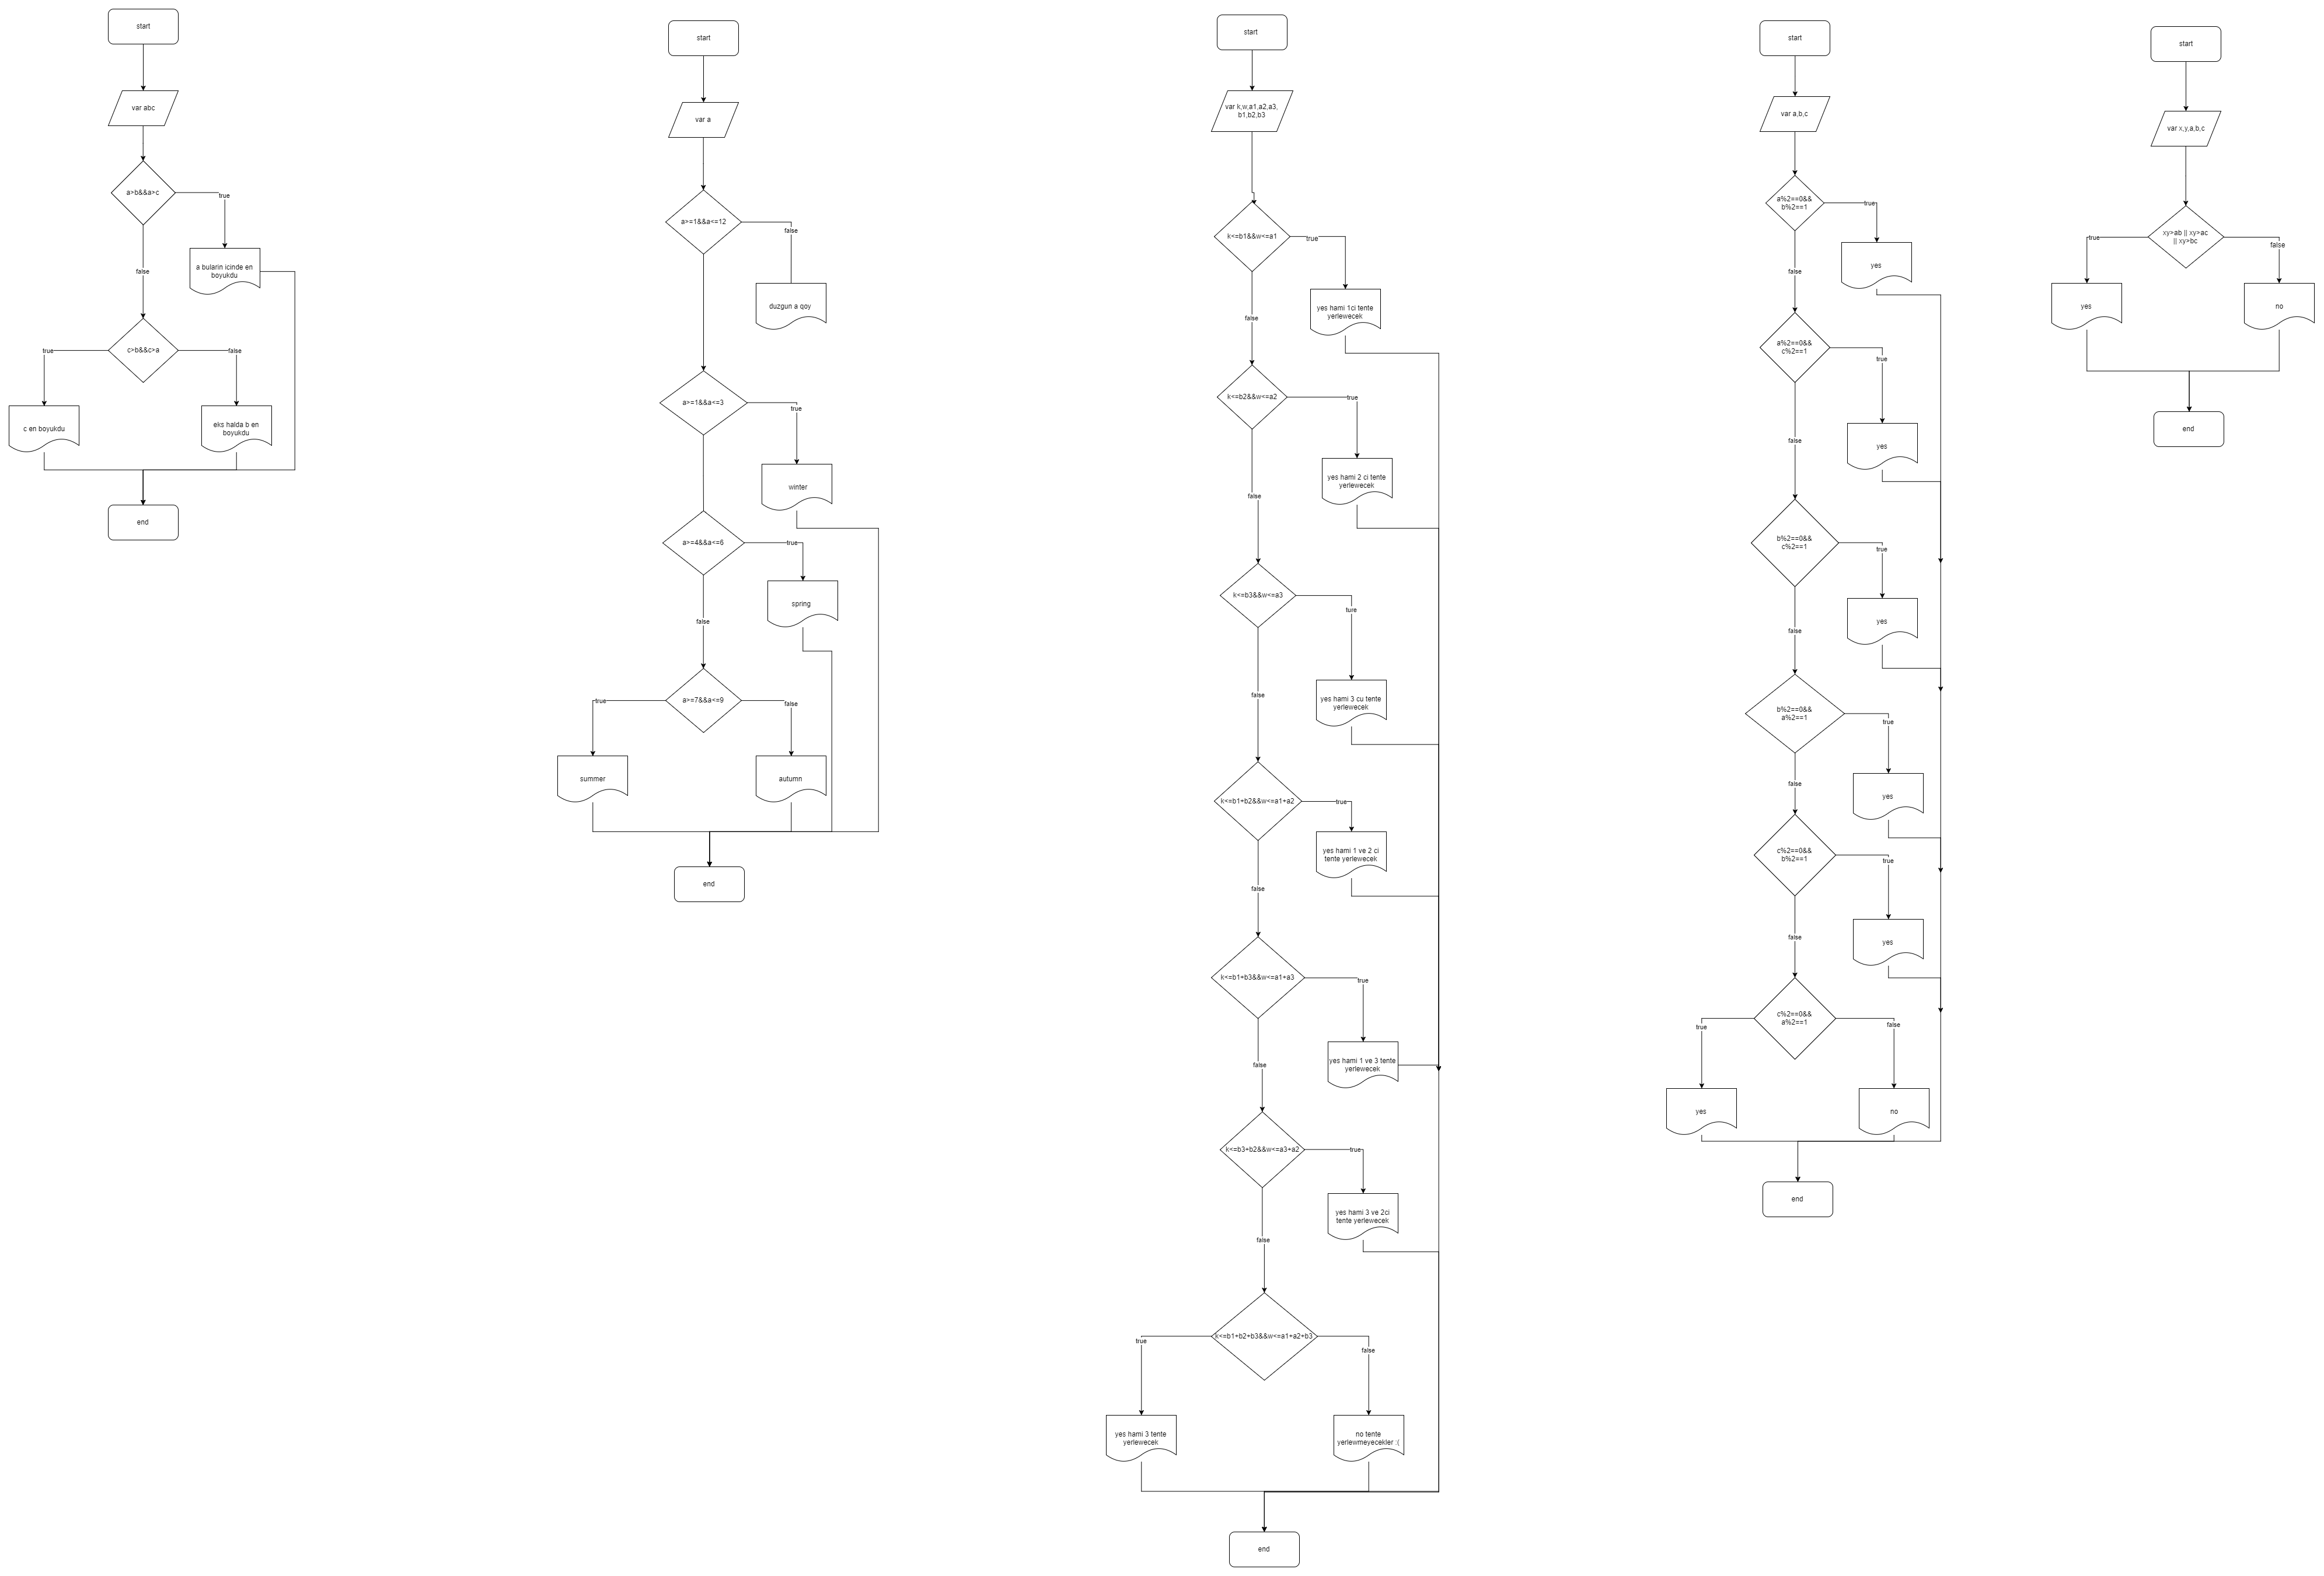 start
var abc
a>b&&a>c
true
a bularin icinde en
boyukdu
false
c>b&&c>a
true
false
c en boyukdu
eks halda b en
boyukdu
end
start
var a
a>=1&&a<=12
false
duzgun a qoy
a>=1&&a<=3
true
winter
a>=4&&a<=6
true
spring
false
a>=7&&a<=9
true
false
summer
autumn
end
start
var k,w,a1,a2,a3,
b1,b2,b3
k<=b1&&w<=a1
true
yes hami 1ci tente
yerlewecek
false
k<=b2&&w<=a2
true
yes hami 2 ci tente
yerlewecek
false
k<=b3&&w<=a3
ture
yes hami 3 cu tente
yerlewecek
false
k<=b1+b2&&w<=a1+a2
true
yes hami 1 ve 2 ci
tente yerlewecek
false
k<=b1+b3&&w<=a1+a3
true
yes hami 1 ve 3 tente
yerlewecek
false
k<=b3+b2&&w<=a3+a2
true
yes hami 3 ve 2ci
tente yerlewecek
false
k<=b1+b2+b3&&w<=a1+a2+b3
true
false
yes hami 3 tente
yerlewecek
no tente
yerlewmeyecekler :(
end
start
var a,b,c
a%2==0&&
b%2==1
true
yes
false
a%2==0&&
c%2==1
true
yes
false
b%2==0&&
c%2==1
true
yes
false
b%2==0&&
a%2==1
true
yes
false
c%2==0&&
b%2==1
true
yes
false
c%2==0&&
a%2==1
true
false
yes
no
end
start
var x,y,a,b,c
xy>ab || xy>ac
|| xy>bc
true
false
yes
no
end